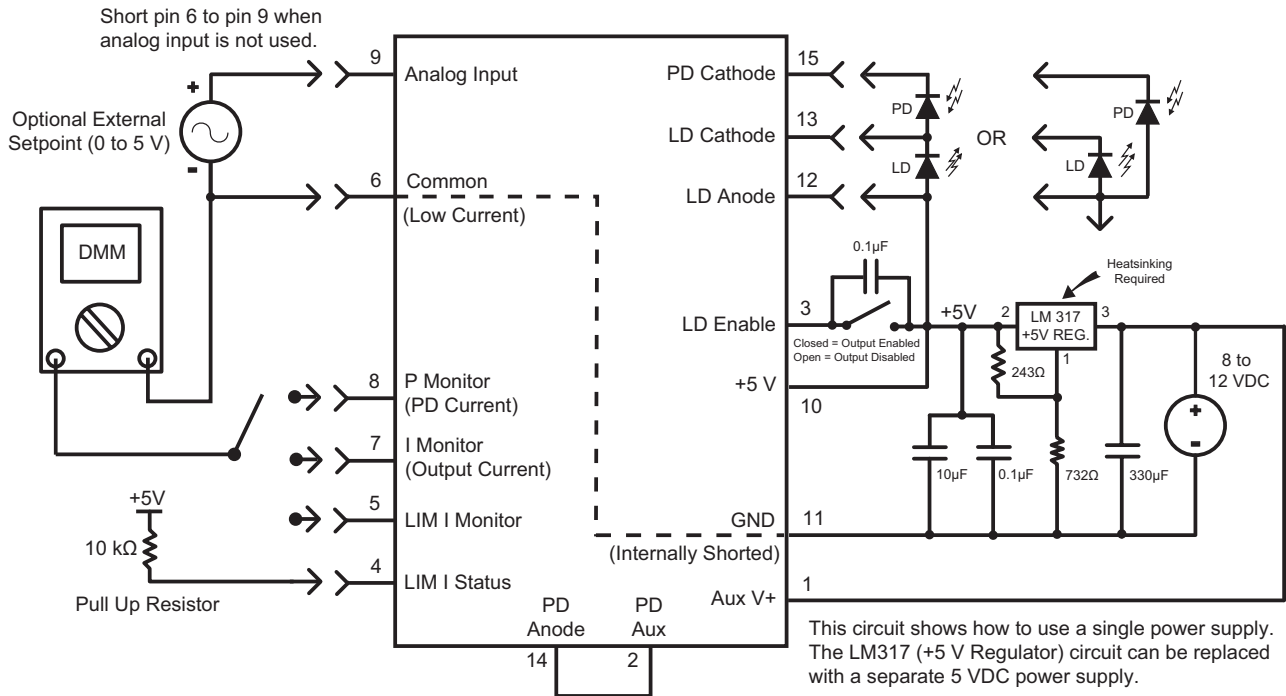 Short pin 6 to pin 9 when
analog input is not used.
9
Analog Input
Optional External
Setpoint (0 to 5 V)
+
-
6
Common
(Low Current)
DMM
8
P Monitor
(PD Current)
7
I Monitor
(Output Current)
5
LIM I Monitor
+5V
10 kΩ
Pull Up Resistor
4
LIM I Status
PD
Anode
14
PD
Aux
2
PD Cathode
15
LD Cathode
13
LD Anode
12
PD
LD
OR
PD
LD
0.1µF
LD Enable
3
Closed = Output Enabled
Open = Output Disabled
+5V
2
LM 317
+5V REG.
3
1
Heatsinking
Required
243Ω
+5 V
10
8 to
12 VDC
+
-
10µF
0.1µF
732Ω
330µF
GND
11
(Internally Shorted)
Aux V+
1
This circuit shows how to use a single power supply.
The LM317 (+5 V Regulator) circuit can be replaced
with a separate 5 VDC power supply.